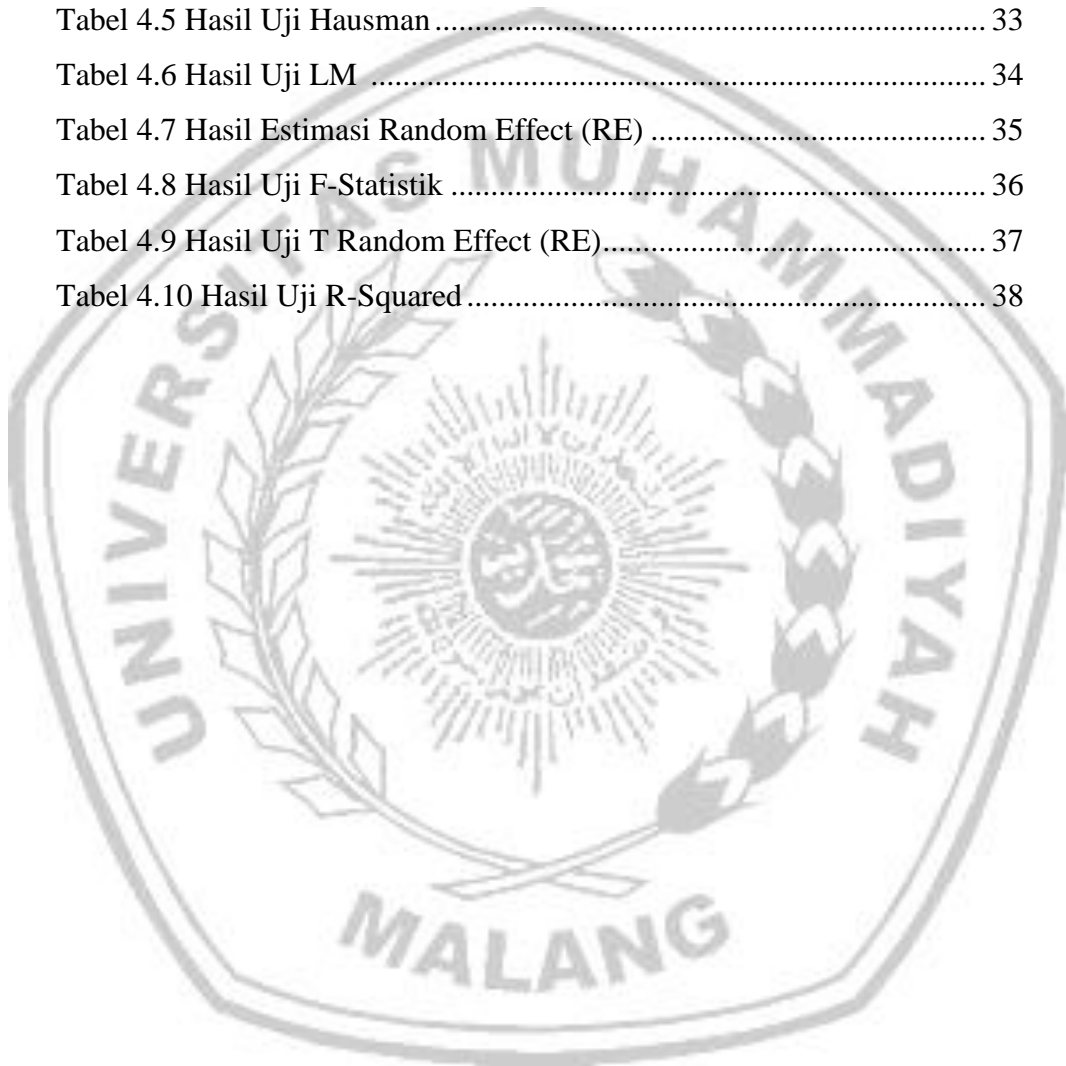 Tabel 4.5 Hasil Uji Hausman ........................................................................ 33
Tabel 4.6 Hasil Uji LM ................................................................................ 34
Tabel 4.7 Hasil Estimasi Random Effect (RE) .......................................... 35
Tabel 4.8 Hasil Uji F-Statistik ...................................................................... 36
Tabel 4.9 Hasil Uji T Random Effect (RE)................................................ 37
Tabel 4.10 Hasil Uji R-Squared .................................................................... 38
UNIVERSITAS MUHAMMADIYAH
MALANG